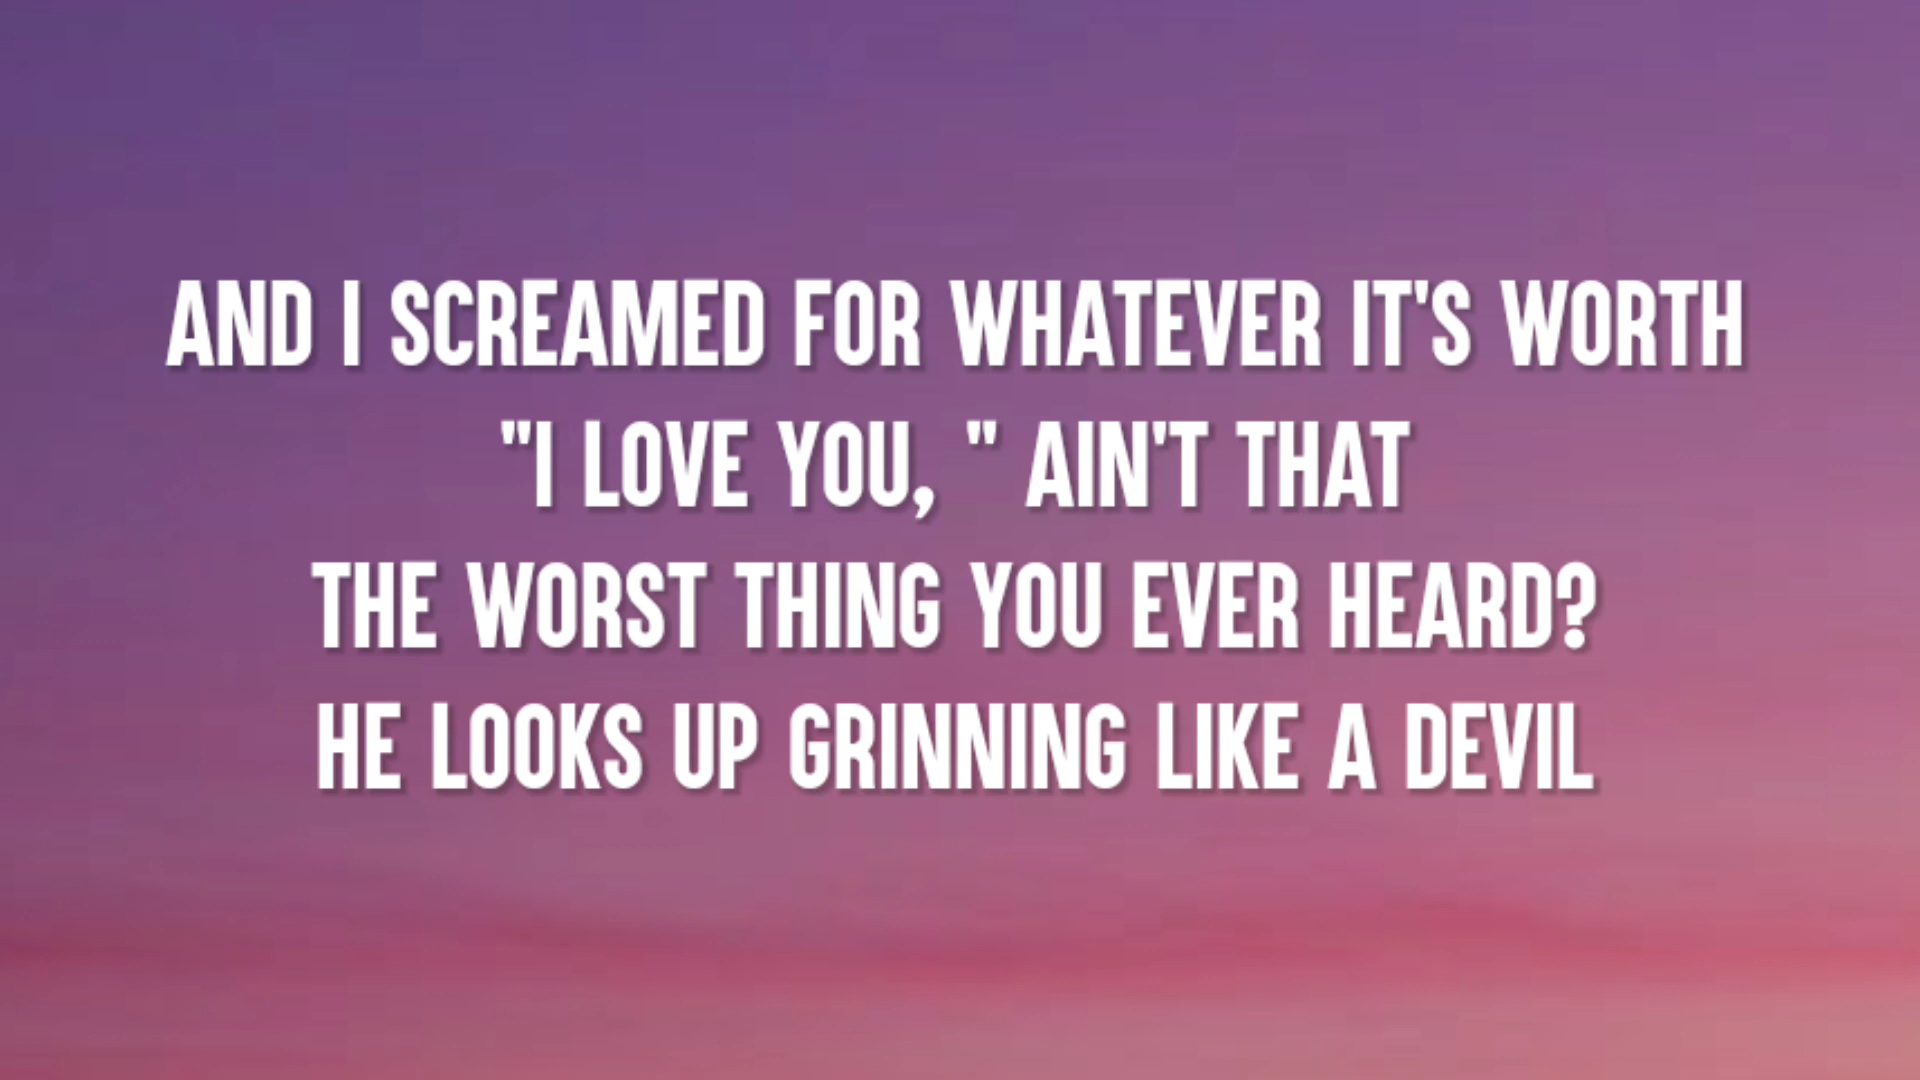 AND I SCREAMED FOR WHATEVER IT'S WORTH
"I LOVE YOU, " AIN'T THAT
THE WORST THING YOU EVER HEARD?
HE LOOKS UP GRINNING LIKE A DEVIL